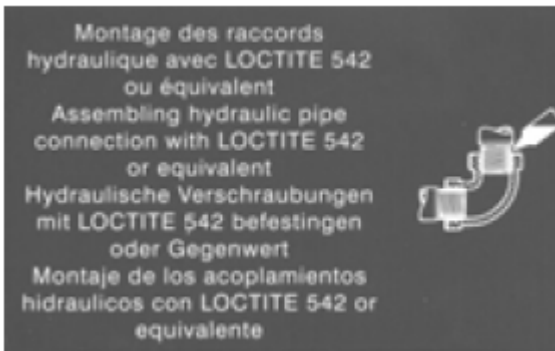 Montage des raccords
hydraulique avec LOCTITE 542
ou équivalent
Assembling hydraulic pipe
connection with LOCTITE 542
or equivalent
Hydraulische Verschraubungen
mit LOCTITE 542 befestingen
oder Gegenwert
Montaje de los acoplamientos
hidraulicos con LOCTITE 542 or
equivalente